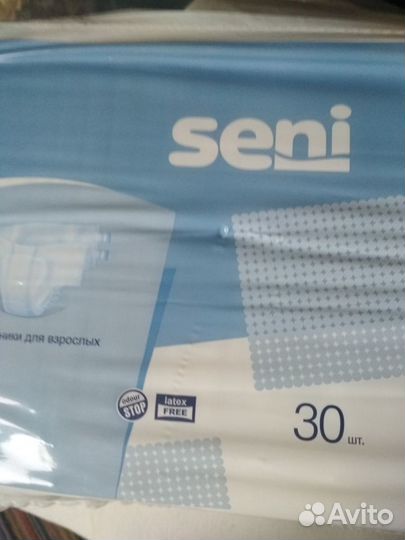 seni
ники для взрослых
odour
STOP
latex
FREE
30 шт.
Avito